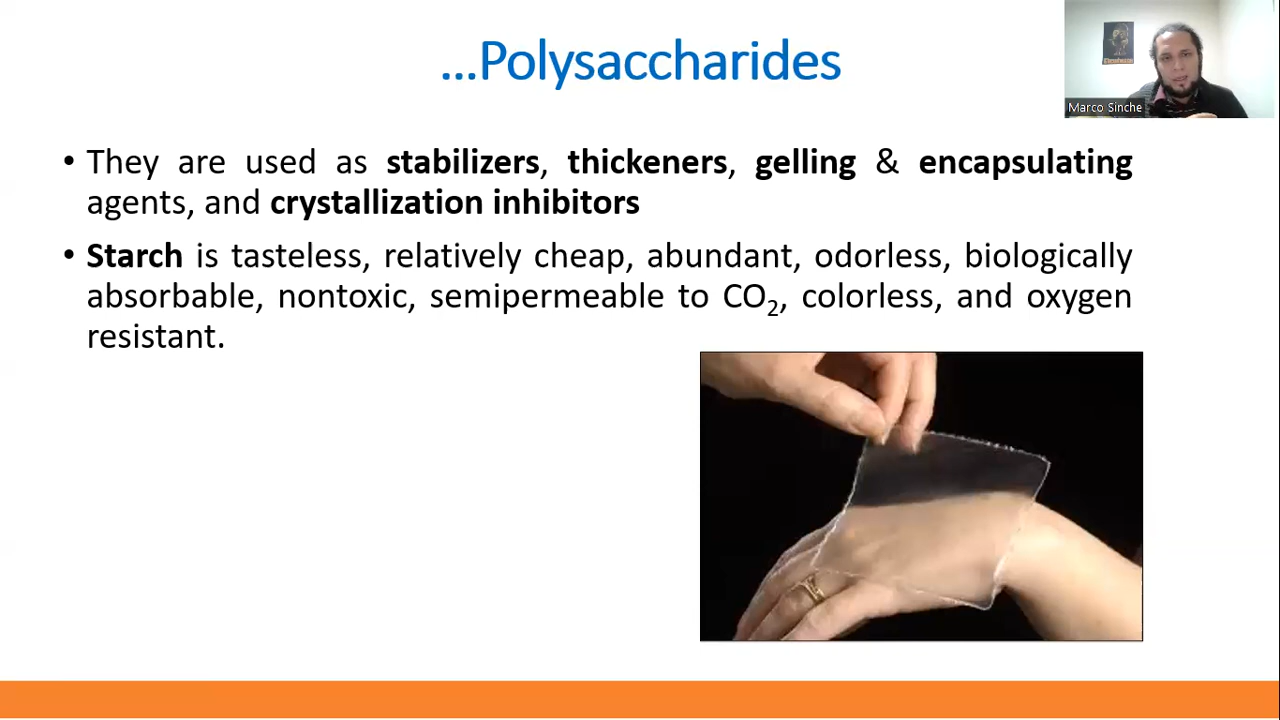 ...Polysaccharides
Marco Sinche
• They are used as stabilizers, thickeners, gelling & encapsulating
agents, and crystallization inhibitors
• Starch is tasteless, relatively cheap, abundant, odorless, biologically
absorbable, nontoxic, semipermeable to CO₂, colorless, and oxygen
resistant.